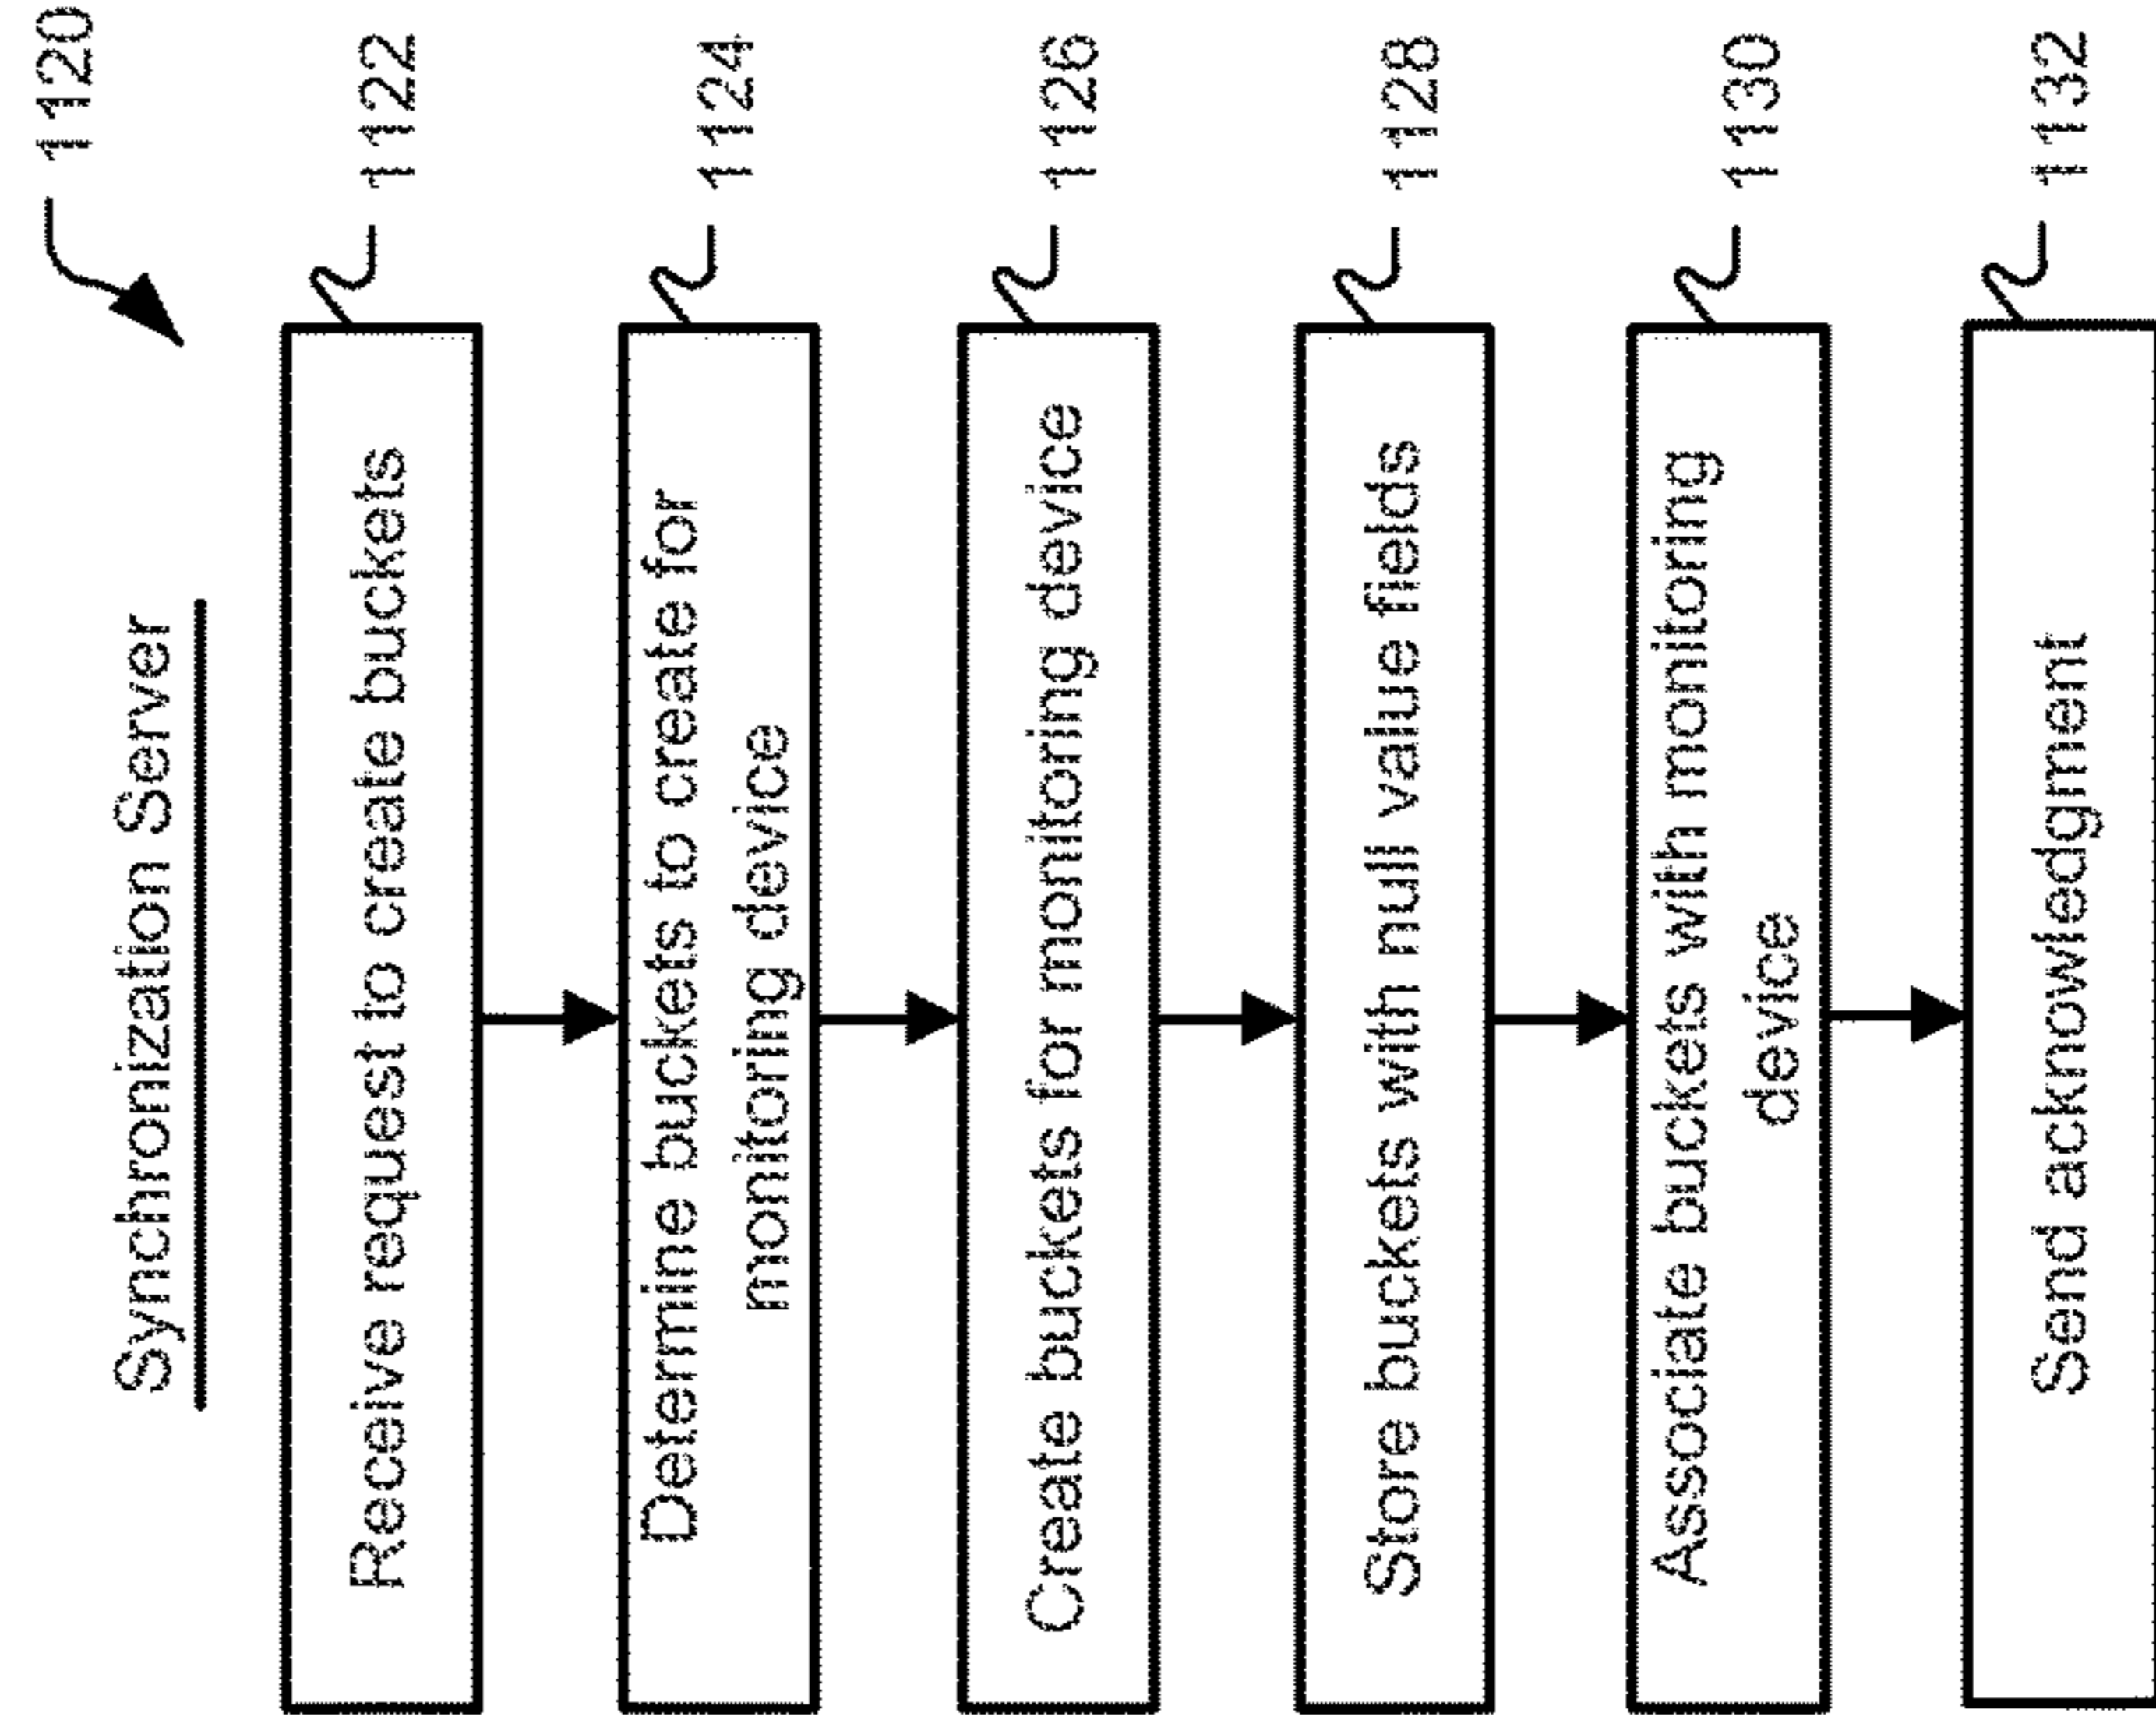 1120
Synchronization Server
Receive request to create buckets
1122
Determine buckets to create for
monitoring device
1124
Create buckets for monitoring device
1126
Store buckets with null value fields
1128
Associate buckets with monitoring
device
1130
Send acknowledgment
1132